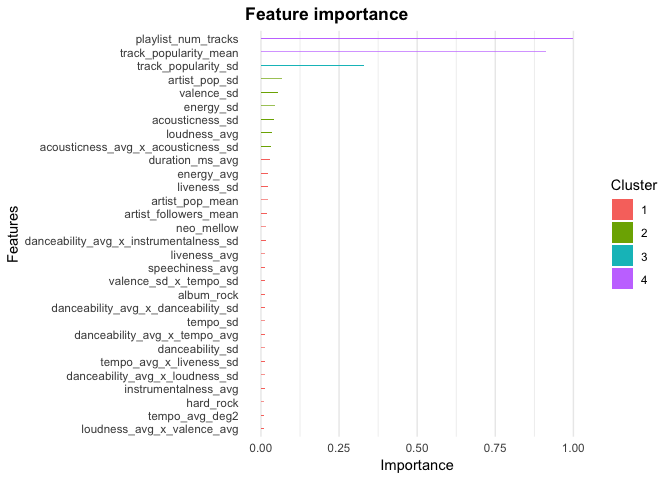 Feature importance
playlist_num_tracks
track_popularity_mean
track_popularity_sd
artist_pop_sd
valence_sd
energy_sd
acousticness_sd
loudness_avg
acousticness_avg_x_acousticness_sd
duration_ms_avg
energy_avg
liveness_sd
artist_pop_mean
artist_followers_mean
neo_mellow
danceability_avg_x_instrumentalness_sd
liveness_avg
speechiness_avg
valence_sd_x_tempo_sd
album_rock
danceability_avg_x_danceability_sd
tempo_sd
danceability_avg_x_tempo_avg
danceability_sd
tempo_avg_x_liveness_sd
danceability_avg_x_loudness_sd
instrumentalness_avg
hard_rock
tempo_avg_deg2
loudness_avg_x_valence_avg
Features
0.00 0.25 0.50 0.75 1.00
Importance
Cluster
1
2
3
4